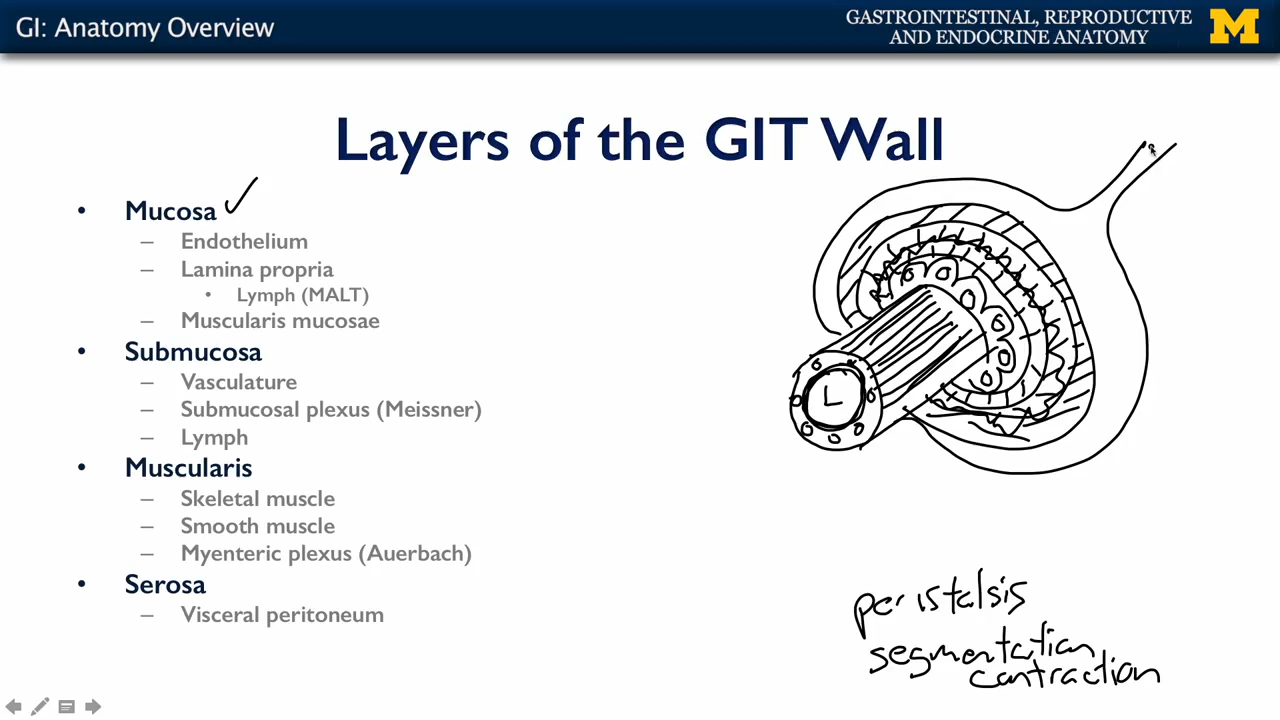 GI: Anatomy Overview
GASTROINTESTINAL, REPRODUCTIVE
AND ENDOCRINE ANATOMY
M
Layers of the GIT Wall
• Mucosa
– Endothelium
– Lamina propria
• Lymph (MALT)
– Muscularis mucosae
• Submucosa
– Vasculature
– Submucosal plexus (Meissner)
– Lymph
• Muscularis
– Skeletal muscle
– Smooth muscle
– Myenteric plexus (Auerbach)
• Serosa
– Visceral peritoneum
L
peristalsis
segmentation
contraction